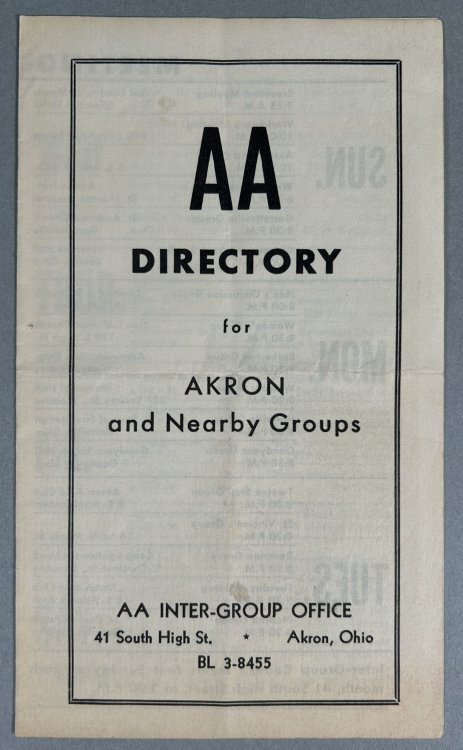 AA
DIRECTORY
for
AKRON
and Nearby Groups
AA INTER-GROUP OFFICE
41 South High St. * Akron, Ohio
BL 3-8455